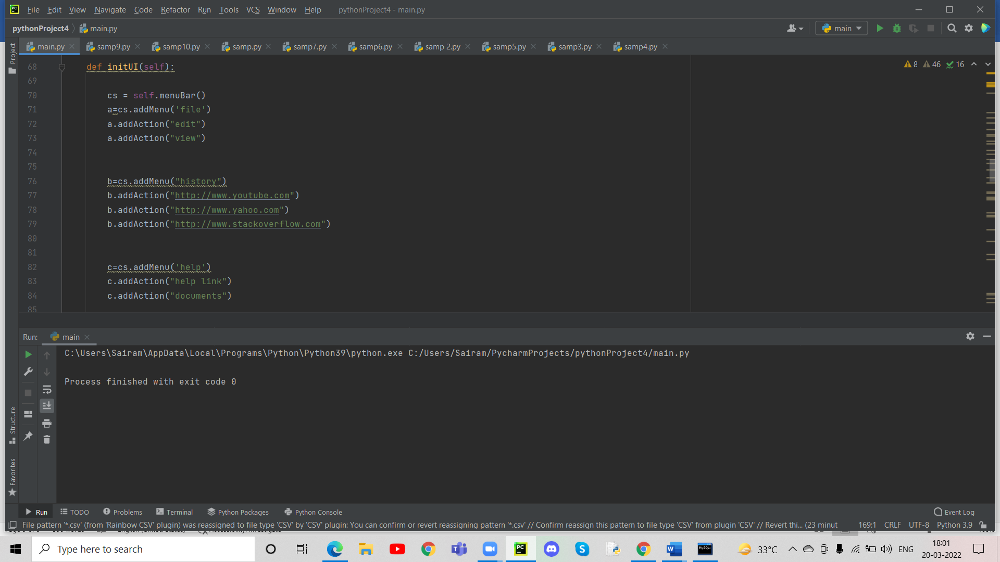 PC File Edit View Navigate Code Refactor Run Tools VCS Window Help pythonProject4 - main.py
pythonProject4 main.py main
main.py samp9.py samp10.py samp.py samp7.py samp6.py samp 2.py samp5.py samp3.py samp4.py
Project
8 46 16
68 def initUI(self):
69
70 cs = self.menuBar()
71 a=cs.addMenu('file')
72 a.addAction("edit")
73 a.addAction("view")
74
75
76 b=cs.addMenu("history")
77 b.addAction("http://www.youtube.com")
78 b.addAction("http://www.yahoo.com")
79 b.addAction("http://www.stackoverflow.com")
80
81
82 c=cs.addMenu('help')
83 c.addAction("help link")
84 c.addAction("documents")
85
Run: main
C:\Users\Sairam\AppData\Local\Programs\Python\Python39\python.exe C:/Users/Sairam/PycharmProjects/pythonProject4/main.py
Process finished with exit code 0
Structure
Favorites
Run TODO Problems Terminal Python Packages Python Console Event Log
File pattern '*.csv' (from 'Rainbow CSV' plugin) was reassigned to file type 'CSV' by 'CSV' plugin: You can confirm or revert reassigning pattern '*.csv' // Confirm reassign this pattern to file type 'CSV' from plugin 'CSV' // Revert thi... (23 minut 169:1 CRLF UTF-8 Python 3.9
Type here to search PC W MySQL 33°C ENG
18:01
20-03-2022